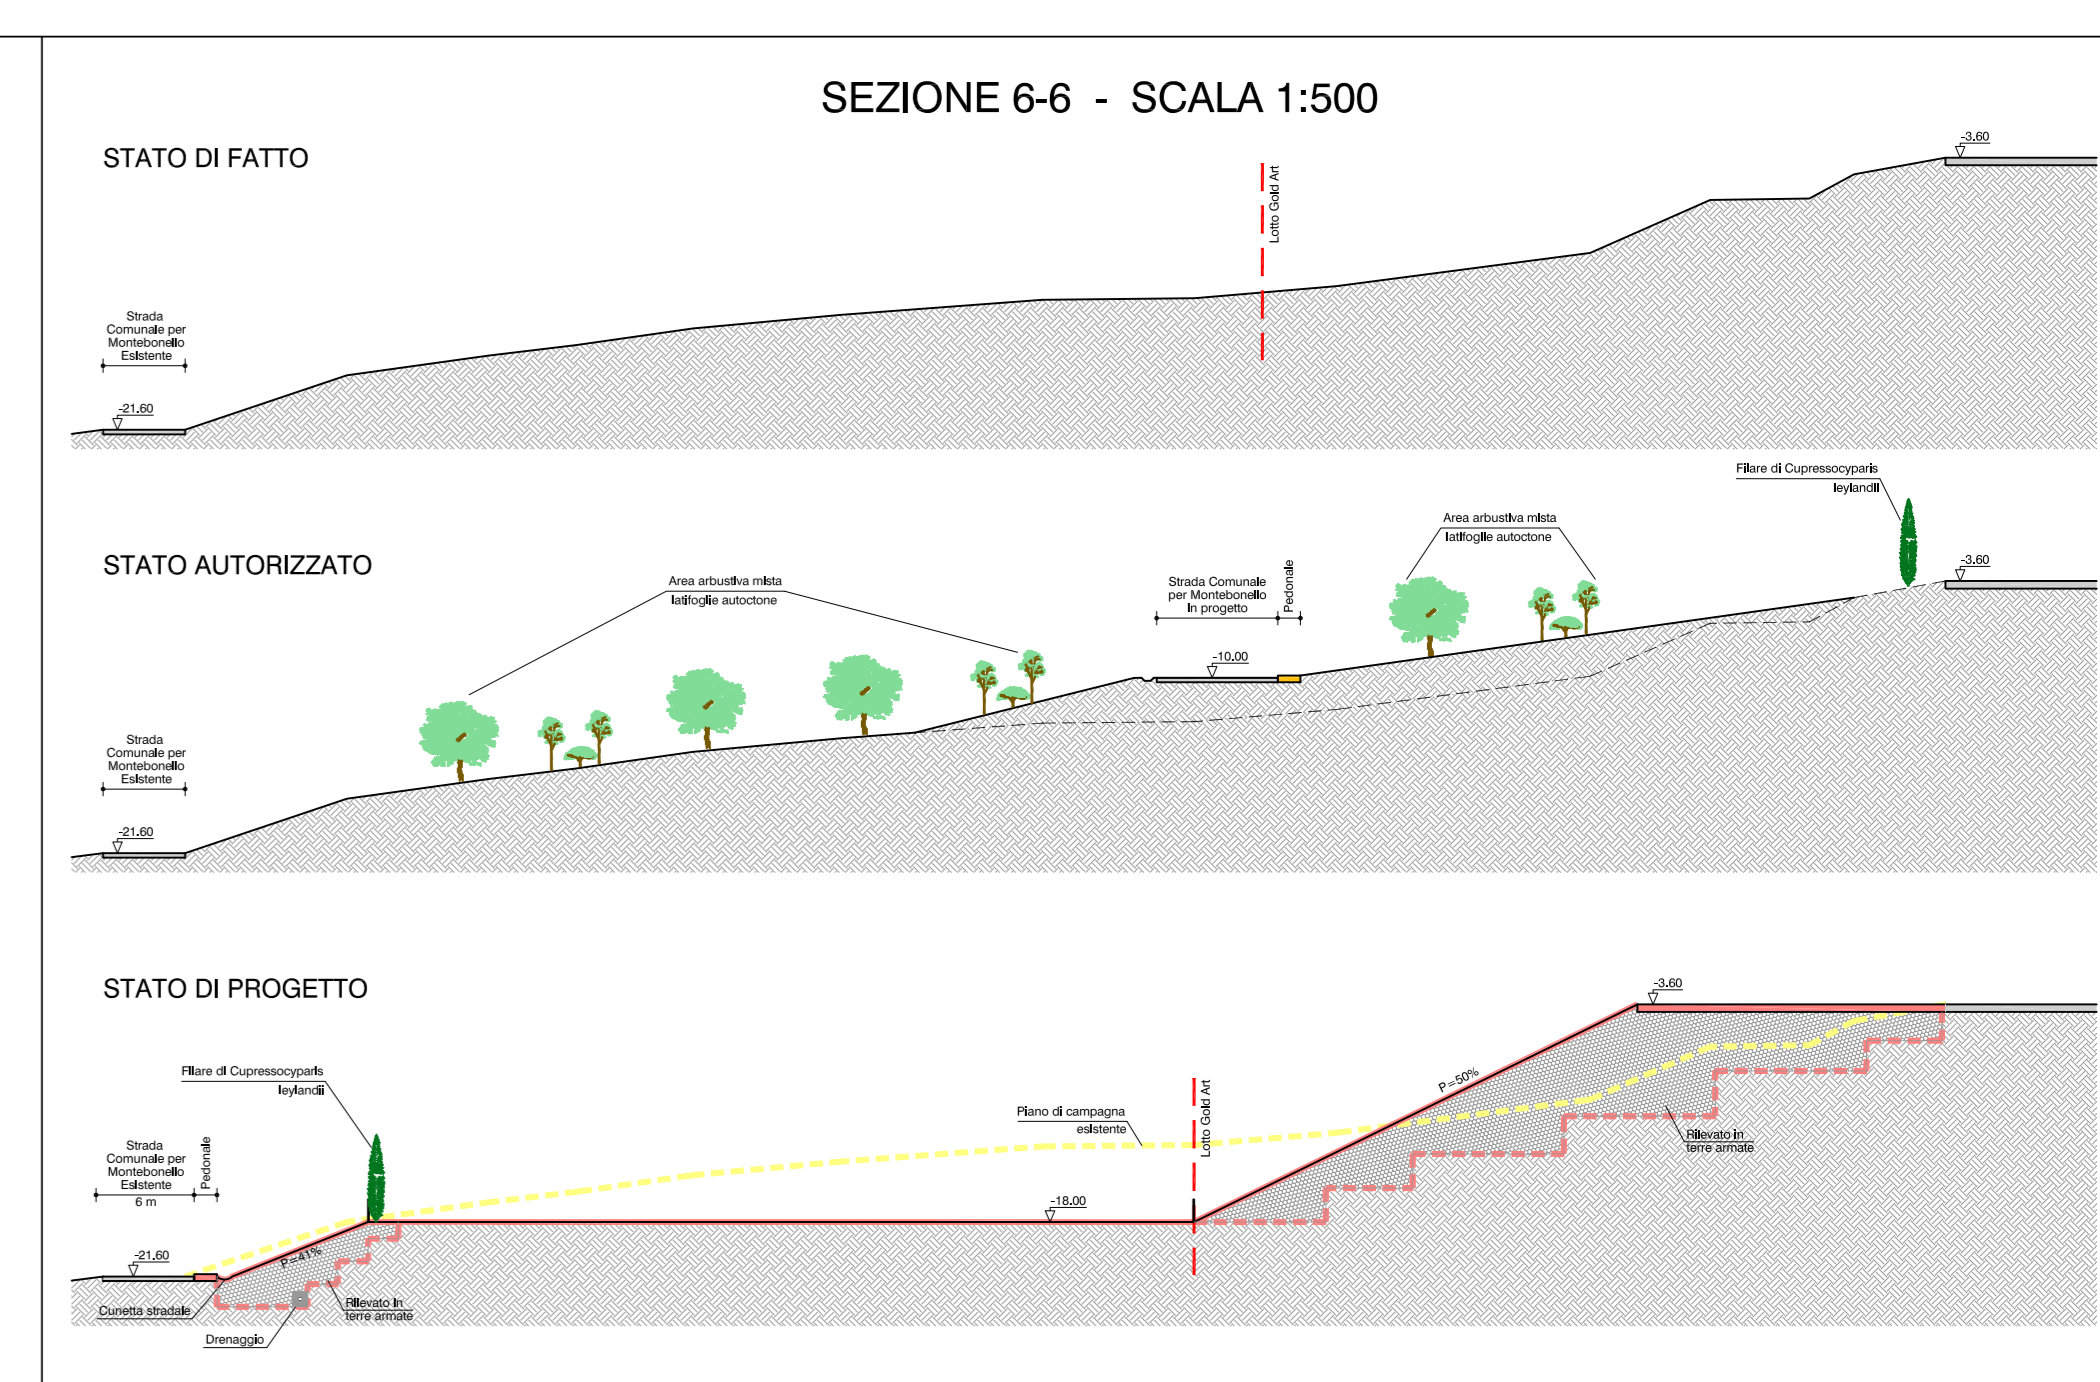 SEZIONE 6-6 - SCALA 1:500
STATO DI FATTO
-3.60
Lotto Gold Art
Strada
Comunale per
Montebonello
Esistente
-21.60
STATO AUTORIZZATO
Filare di Cupressocyparis
leylandii
Area arbustiva mista
latifoglie autoctone
-3.60
Area arbustiva mista
latifoglie autoctone
Strada Comunale
per Montebonello
In progetto
Pedonale
-10.00
Strada
Comunale per
Montebonello
Esistente
-21.60
STATO DI PROGETTO
-3.60
Filare di Cupressocyparis
leylandii
P=50%
Lotto Gold Art
Piano di campagna
esistente
Rilevato in
terre armate
Strada
Comunale per
Montebonello
Esistente
6 m
Pedonale
-18.00
-21.60
P=41%
Cunetta stradale
Rilevato in
terre armate
Drenaggio